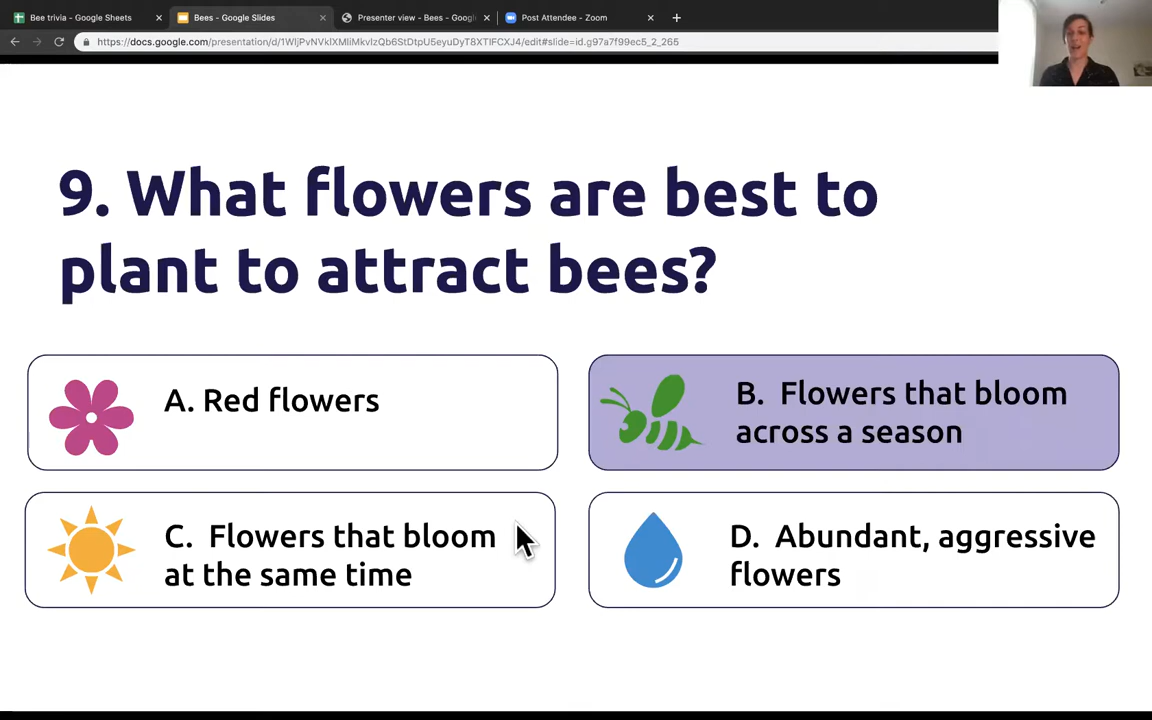 Bee trivia - Google Sheets
Bees - Google Slides
Presenter view - Bees - Goog
Post Attendee - Zoom
9. What flowers are best to
plant to attract bees?
A. Red flowers
B. Flowers that bloom
across a season
C. Flowers that bloom
at the same time
D. Abundant, aggressive
flowers